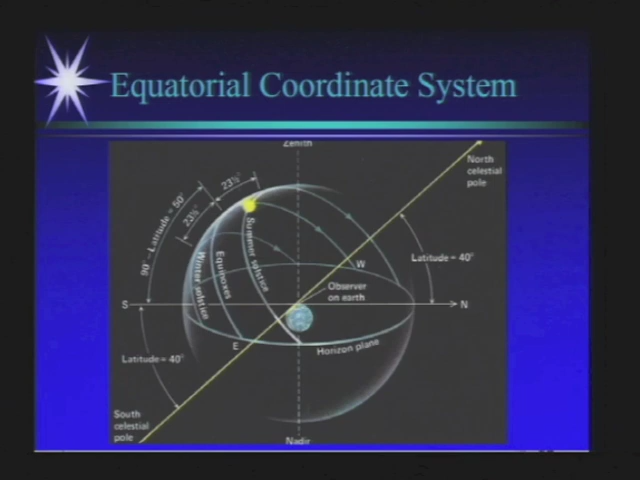 Equatorial Coordinate System
Zenith
North
celestial
pole
23½°
23½°
90° – Latitude = 50°
Summer solstice
Equinoxes
Winter solstice
Latitude = 40°
W
Observer
on earth
S
N
E
Horizon plane
Latitude = 40°
South
celestial
pole
Nadir